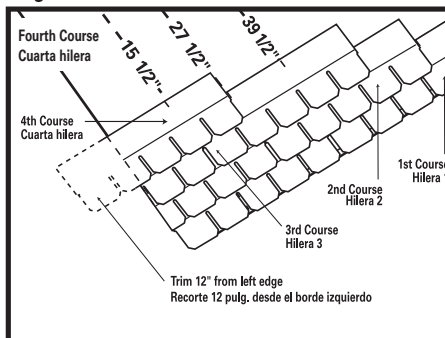 Fourth Course
Cuarta hilera
15 1/2"
27 1/2"
39 1/2"
4th Course
Cuarta hilera
1st Course
Hilera 1
2nd Course
Hilera 2
3rd Course
Hilera 3
Trim 12" from left edge
Recorte 12 pulg. desde el borde izquierdo